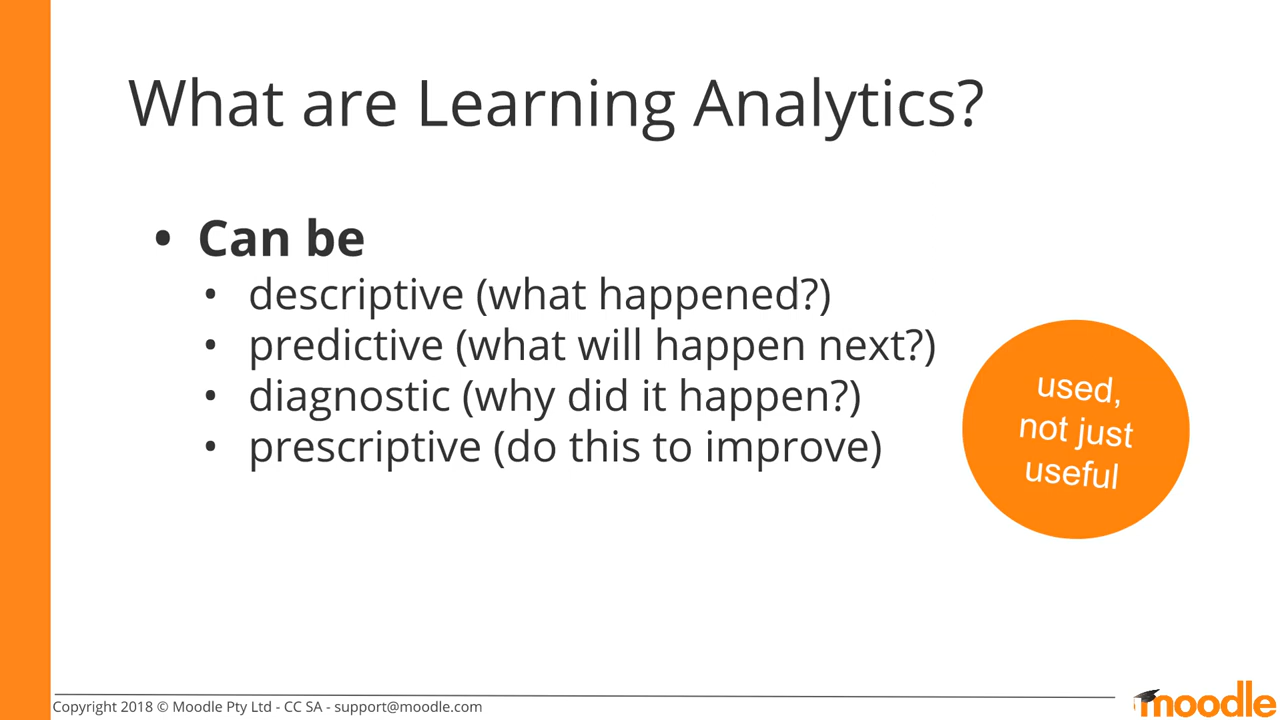 What are Learning Analytics?
• Can be
• descriptive (what happened?)
• predictive (what will happen next?)
• diagnostic (why did it happen?)
• prescriptive (do this to improve)
used,
not just
useful
Copyright 2018 © Moodle Pty Ltd - CC SA - support@moodle.com
moodle